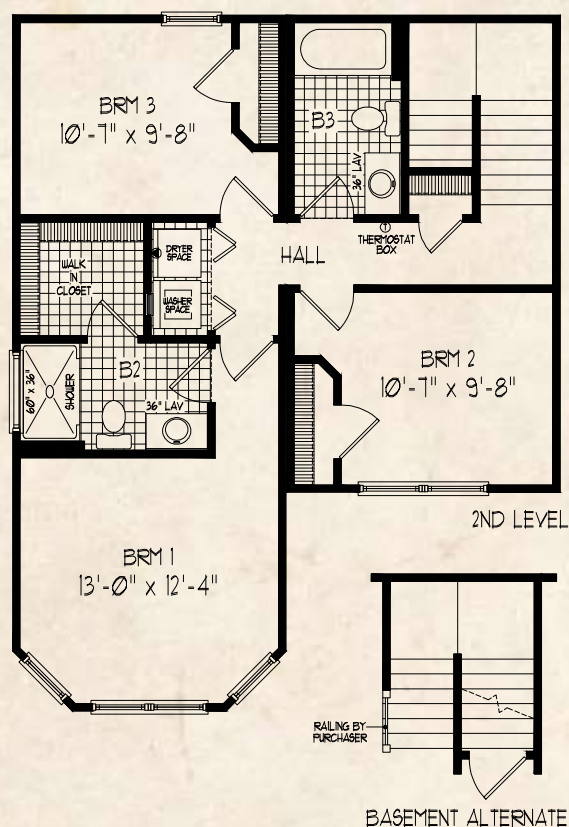 BRM 3
10'-7" x 9'-8"
B3
36" LAV
THERMOSTAT
BOX
HALL
DRYER
SPACE
WASHER
SPACE
WALK
IN
CLOSET
B2
60" x 36"
SHOWER
36" LAV
BRM 2
10'-7" x 9'-8"
2ND LEVEL
BRM 1
13'-0" x 12'-4"
RAILING BY
PURCHASER
BASEMENT ALTERNATE